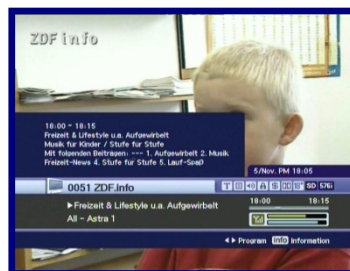 ZDFinfo
18:00 - 18:15
Freizeit & Lifestyle u.a. Aufgewirbelt
Musik für Kinder / Stufe für Stufe
Mit folgenden Beiträgen: --- 1. Aufgewirbelt 2. Musik
Freizeit-News 4. Stufe für Stufe 5. Lauf-Spaß
5/Nov. PM 18:05
0051 ZDF.info
SD 576i
▶Freizeit & Lifestyle u.a. Aufgewirbelt
18:00 18:15
All - Astra 1
◀▶ Program info Information